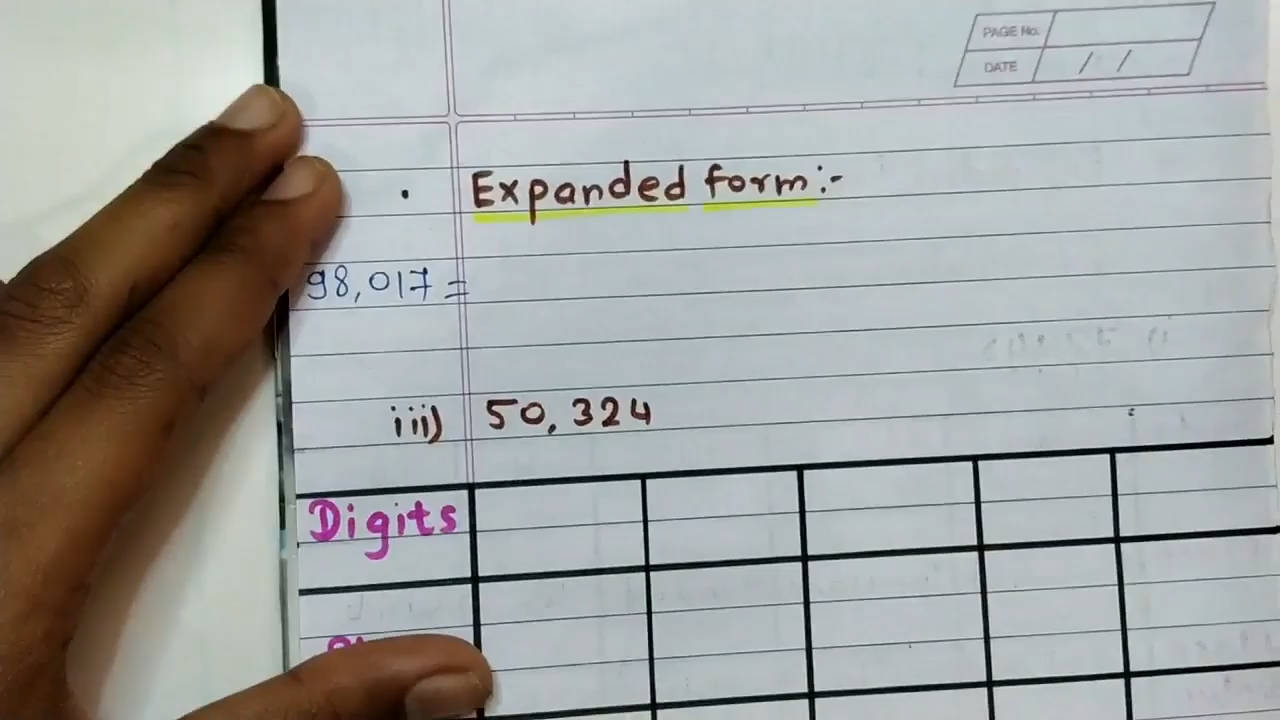 PAGE No.
DATE / /
• Expanded form:-
98,017 =
iii) 50,324
Digits